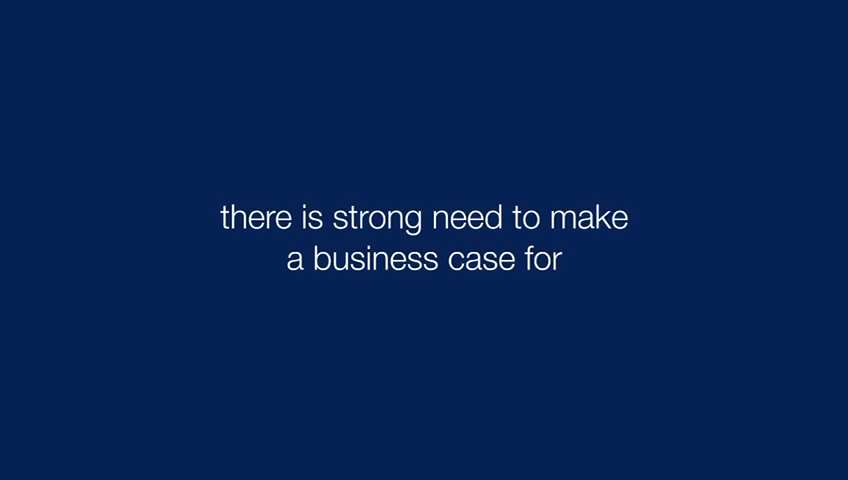 there is strong need to make
a business case for